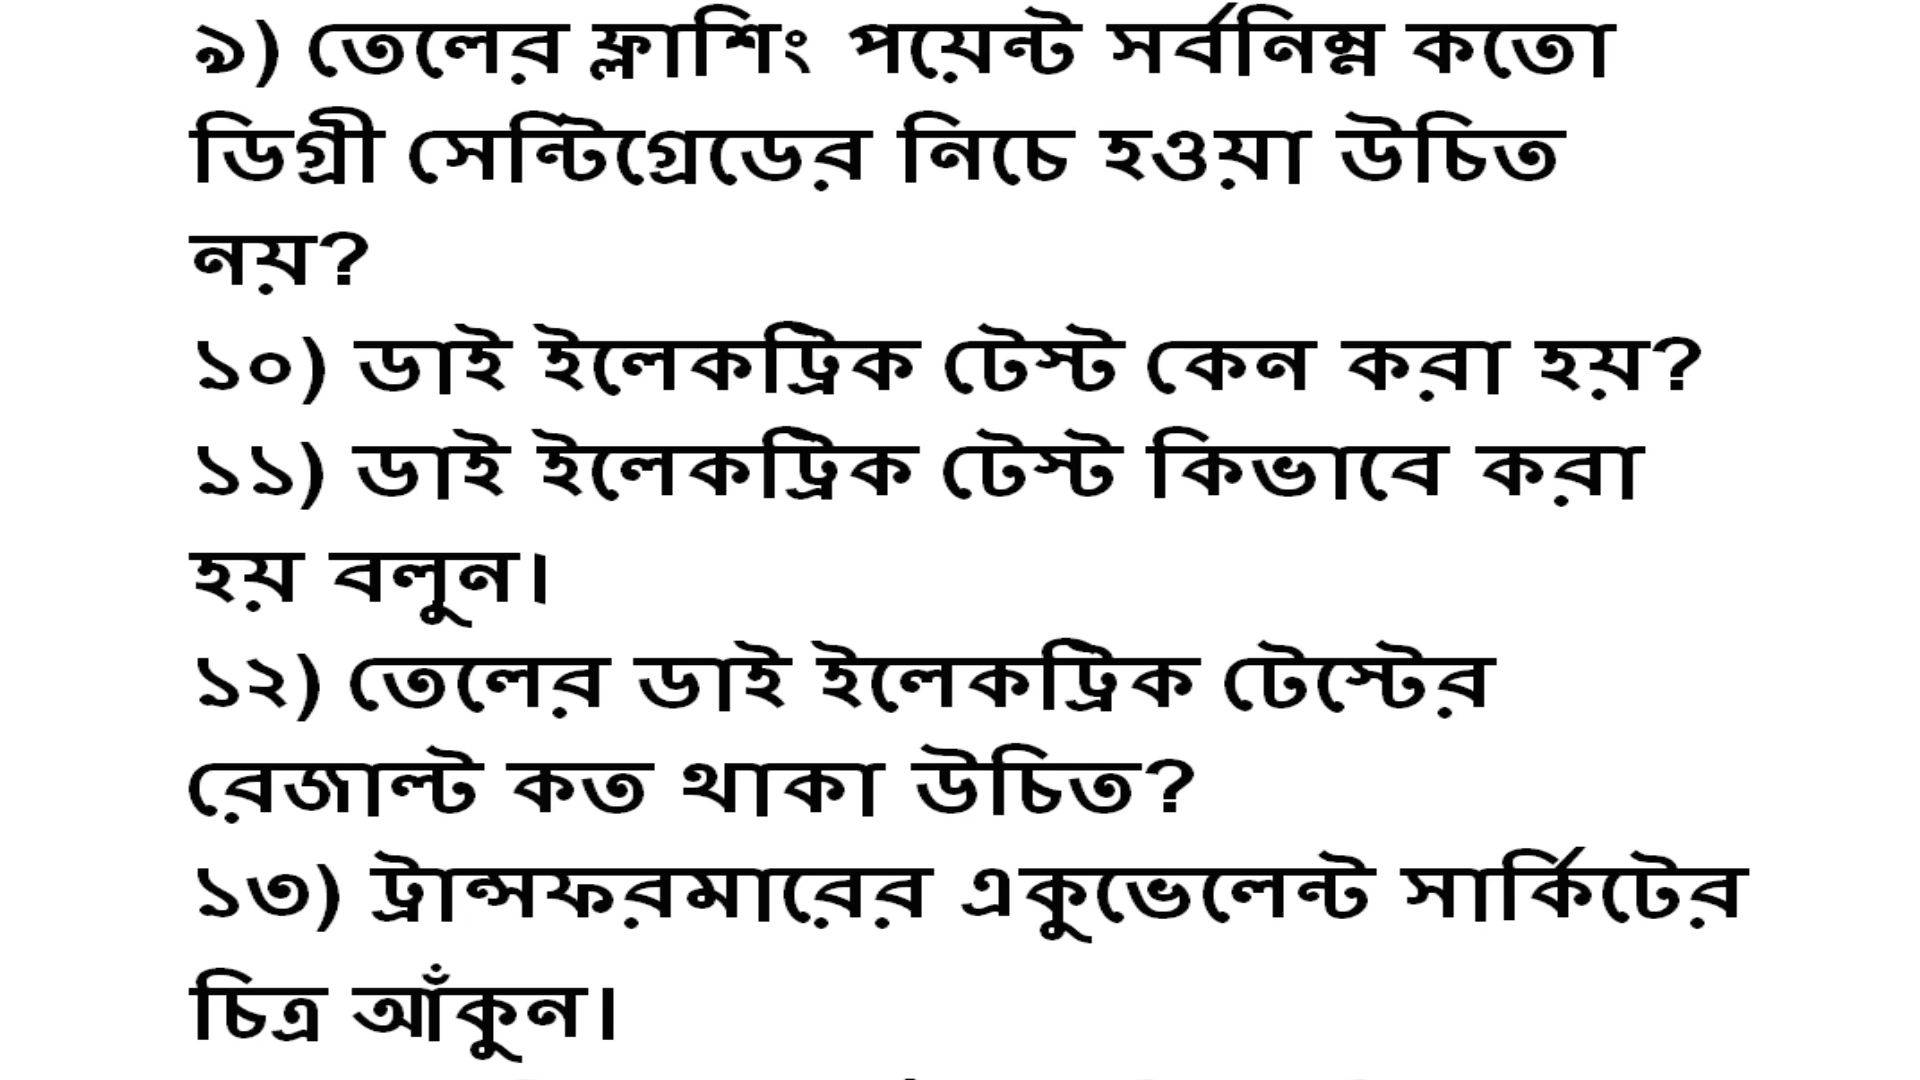 ৯) তেলের ফ্লাশিং পয়েন্ট সর্বনিম্ন কতো
ডিগ্রী সেন্টিগ্রেডের নিচে হওয়া উচিত
নয়?
১০) ডাই ইলেকট্রিক টেস্ট কেন করা হয়?
১১) ডাই ইলেকট্রিক টেস্ট কিভাবে করা
হয় বলুন।
১২) তেলের ডাই ইলেকট্রিক টেস্টের
রেজাল্ট কত থাকা উচিত?
১৩) ট্রান্সফরমারের একুভেলেন্ট সার্কিটের
চিত্র আঁকুন।